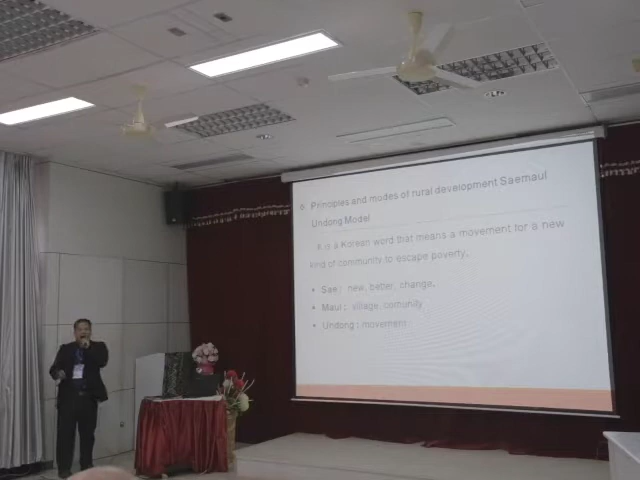 Principles and modes of rural development Saemaul
Undong Model
It is a Korean word that means a movement for a new
kind of community to escape poverty.
• Sae: new, better, change.
• Maul : village, comunity
• Undong : movement